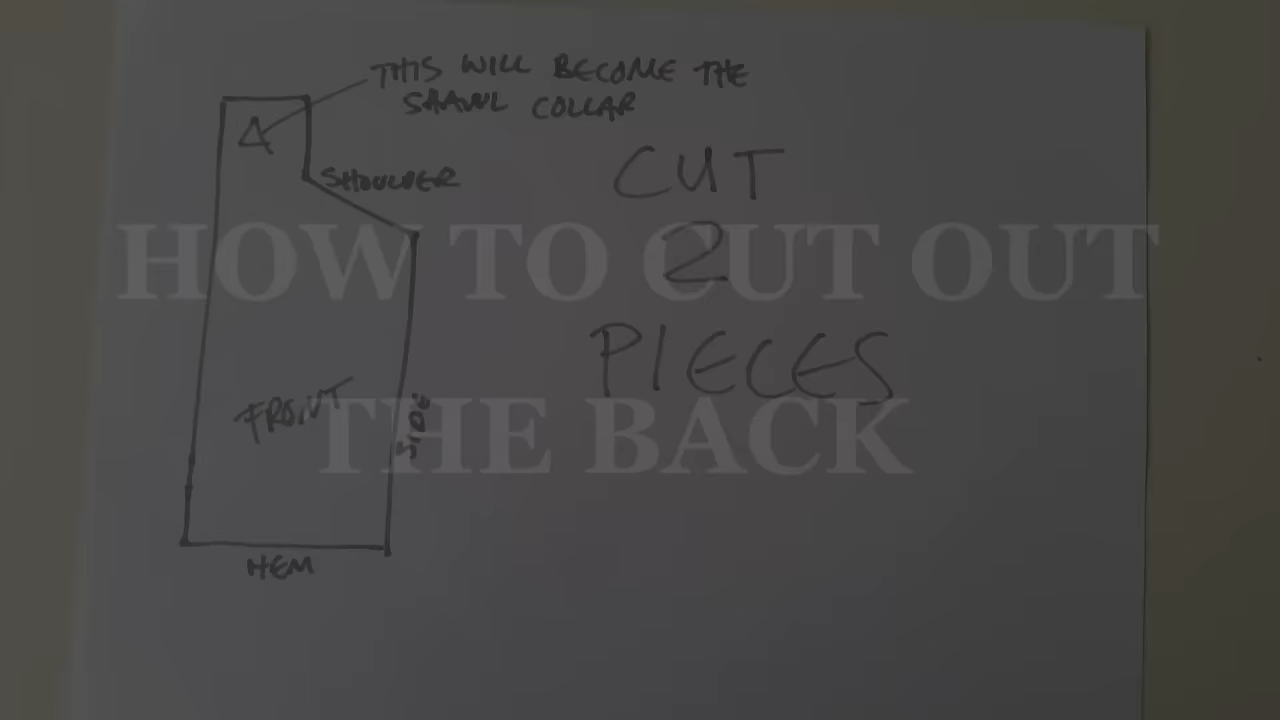 THIS WILL BECOME THE
SHAWL COLLAR
SHOULDER
CUT
2
PIECES
HOW TO CUT OUT
THE BACK
FRONT
SIDE
HEM